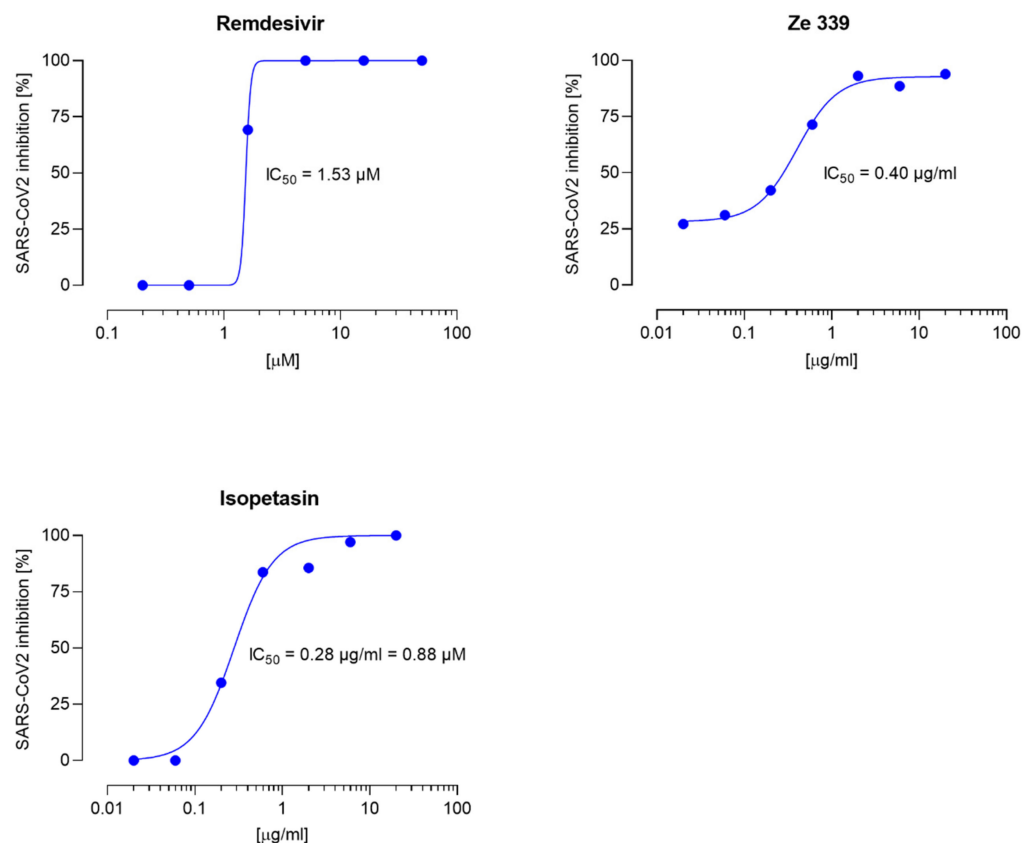 Remdesivir
SARS-CoV2 inhibition [%]
100
75
50
25
0
IC50 = 1.53 µM
0.1 1 10 100
[µM]
Ze 339
SARS-CoV2 inhibition [%]
100
75
50
25
0
IC50 = 0.40 µg/ml
0.01 0.1 1 10 100
[µg/ml]
Isopetasin
SARS-CoV2 inhibition [%]
100
75
50
25
0
IC50 = 0.28 µg/ml = 0.88 µM
0.01 0.1 1 10 100
[µg/ml]